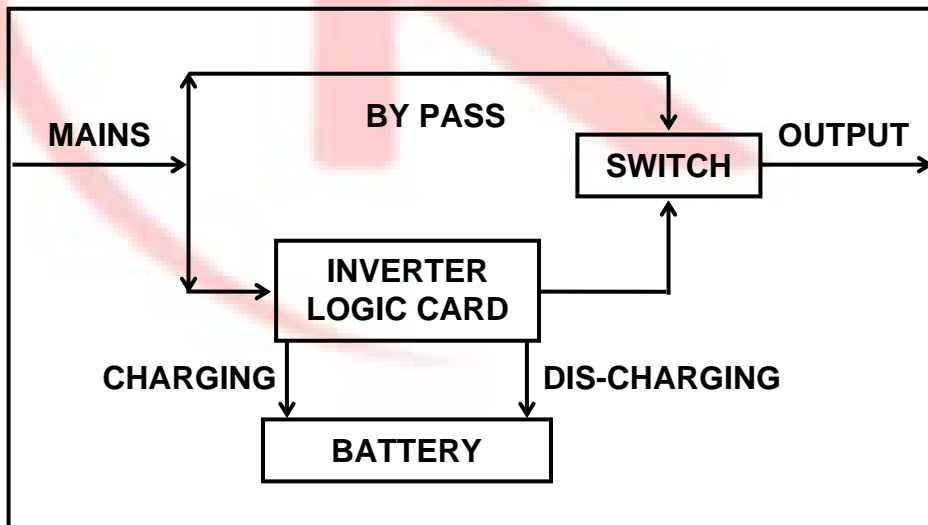 BY PASS
MAINS
OUTPUT
SWITCH
INVERTER
LOGIC CARD
CHARGING
DIS-CHARGING
BATTERY